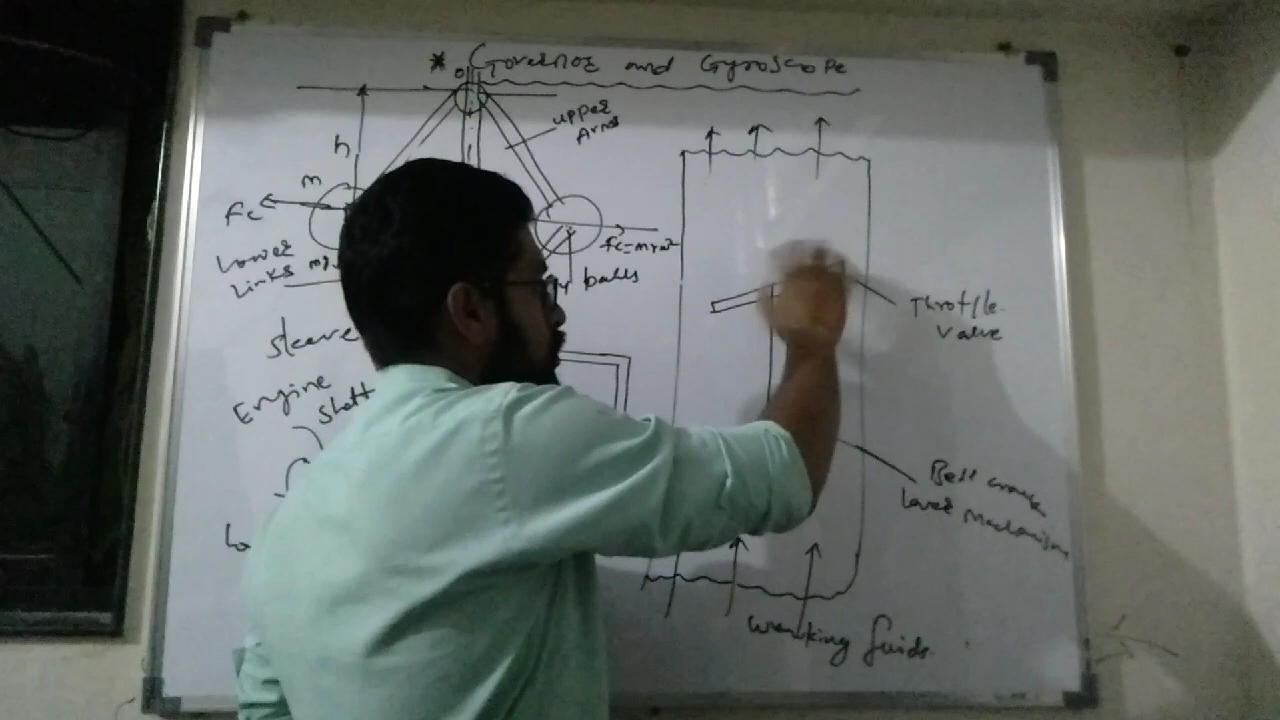 * Governor and Gyroscope
o
upper
Arms
h
m
Fc
fc=mrω²
Lower
Links
balls
Sleeve
Engine
Shaft
Throttle
valve
Bell crank
lever Mechanism
working fluids